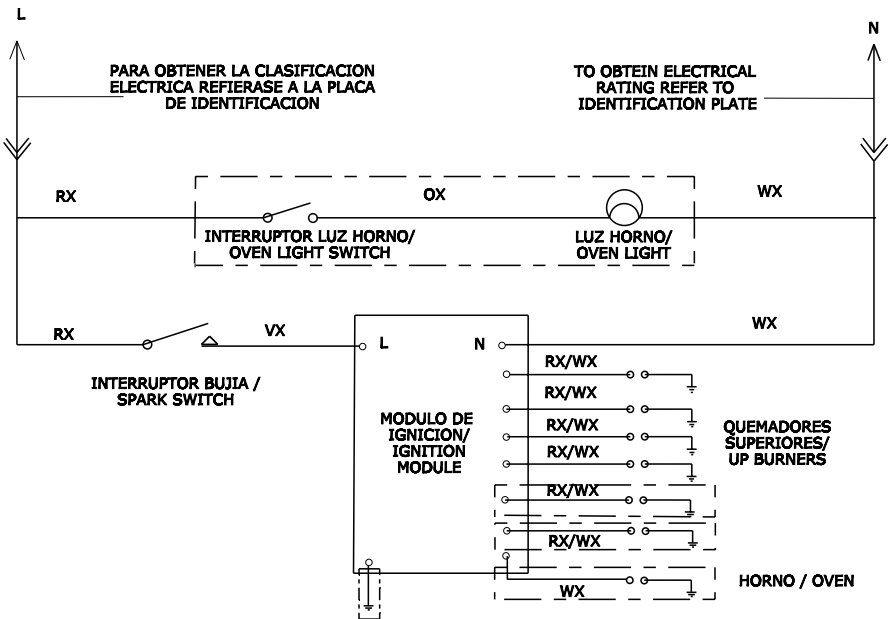 L
N
PARA OBTENER LA CLASIFICACION
ELECTRICA REFIERASE A LA PLACA
DE IDENTIFICACION
TO OBTEIN ELECTRICAL
RATING REFER TO
IDENTIFICATION PLATE
RX
OX
WX
INTERRUPTOR LUZ HORNO/
OVEN LIGHT SWITCH
LUZ HORNO/
OVEN LIGHT
RX
VX
L
N
WX
INTERRUPTOR BUJIA /
SPARK SWITCH
MODULO DE
IGNICION/
IGNITION
MODULE
RX/WX
RX/WX
RX/WX
RX/WX
RX/WX
RX/WX
WX
QUEMADORES
SUPERIORES/
UP BURNERS
HORNO / OVEN